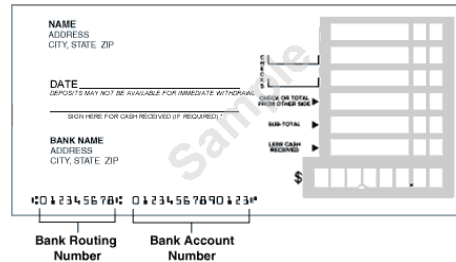 NAME
ADDRESS
CITY, STATE ZIP
DATE
DEPOSITS MAY NOT BE AVAILABLE FOR IMMEDIATE WITHDRAWL
SIGN HERE FOR CASH RECEIVED (IF REQUIRED) *
BANK NAME
ADDRESS
CITY, STATE ZIP
CHECKS
CHECK OR TOTAL
FROM OTHER SIDE
SUB-TOTAL
LESS CASH
RECEIVED
$
Sample
⑆012345678⑆ 01234567890123⑈
Bank Routing Number
Bank Account Number